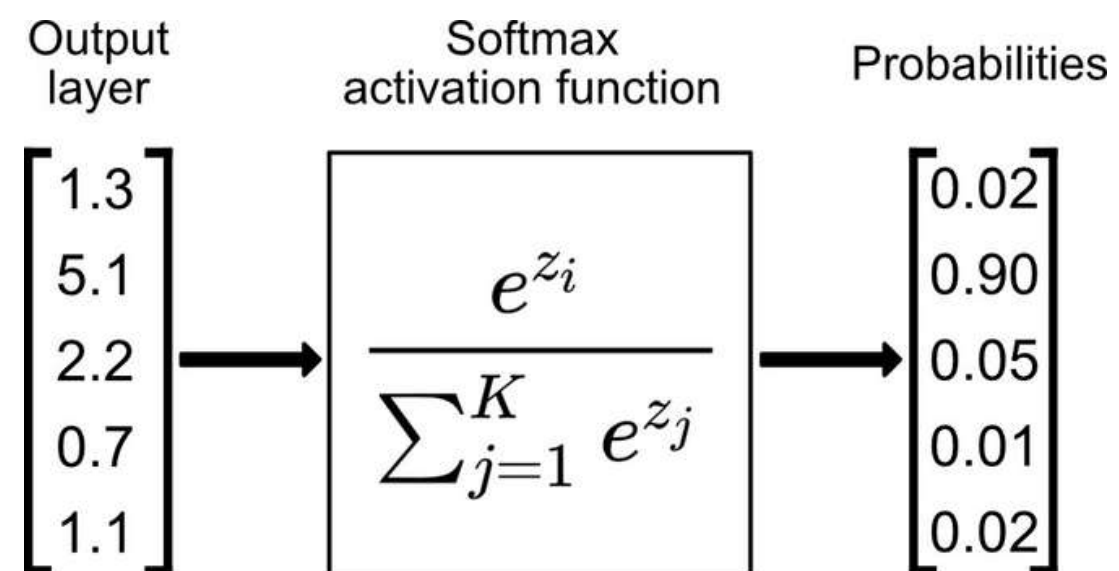 Output
layer
Softmax
activation function
Probabilities
1.3
5.1
2.2
0.7
1.1
e^{z_i}
∑_{j=1}^{K} e^{z_j}
0.02
0.90
0.05
0.01
0.02